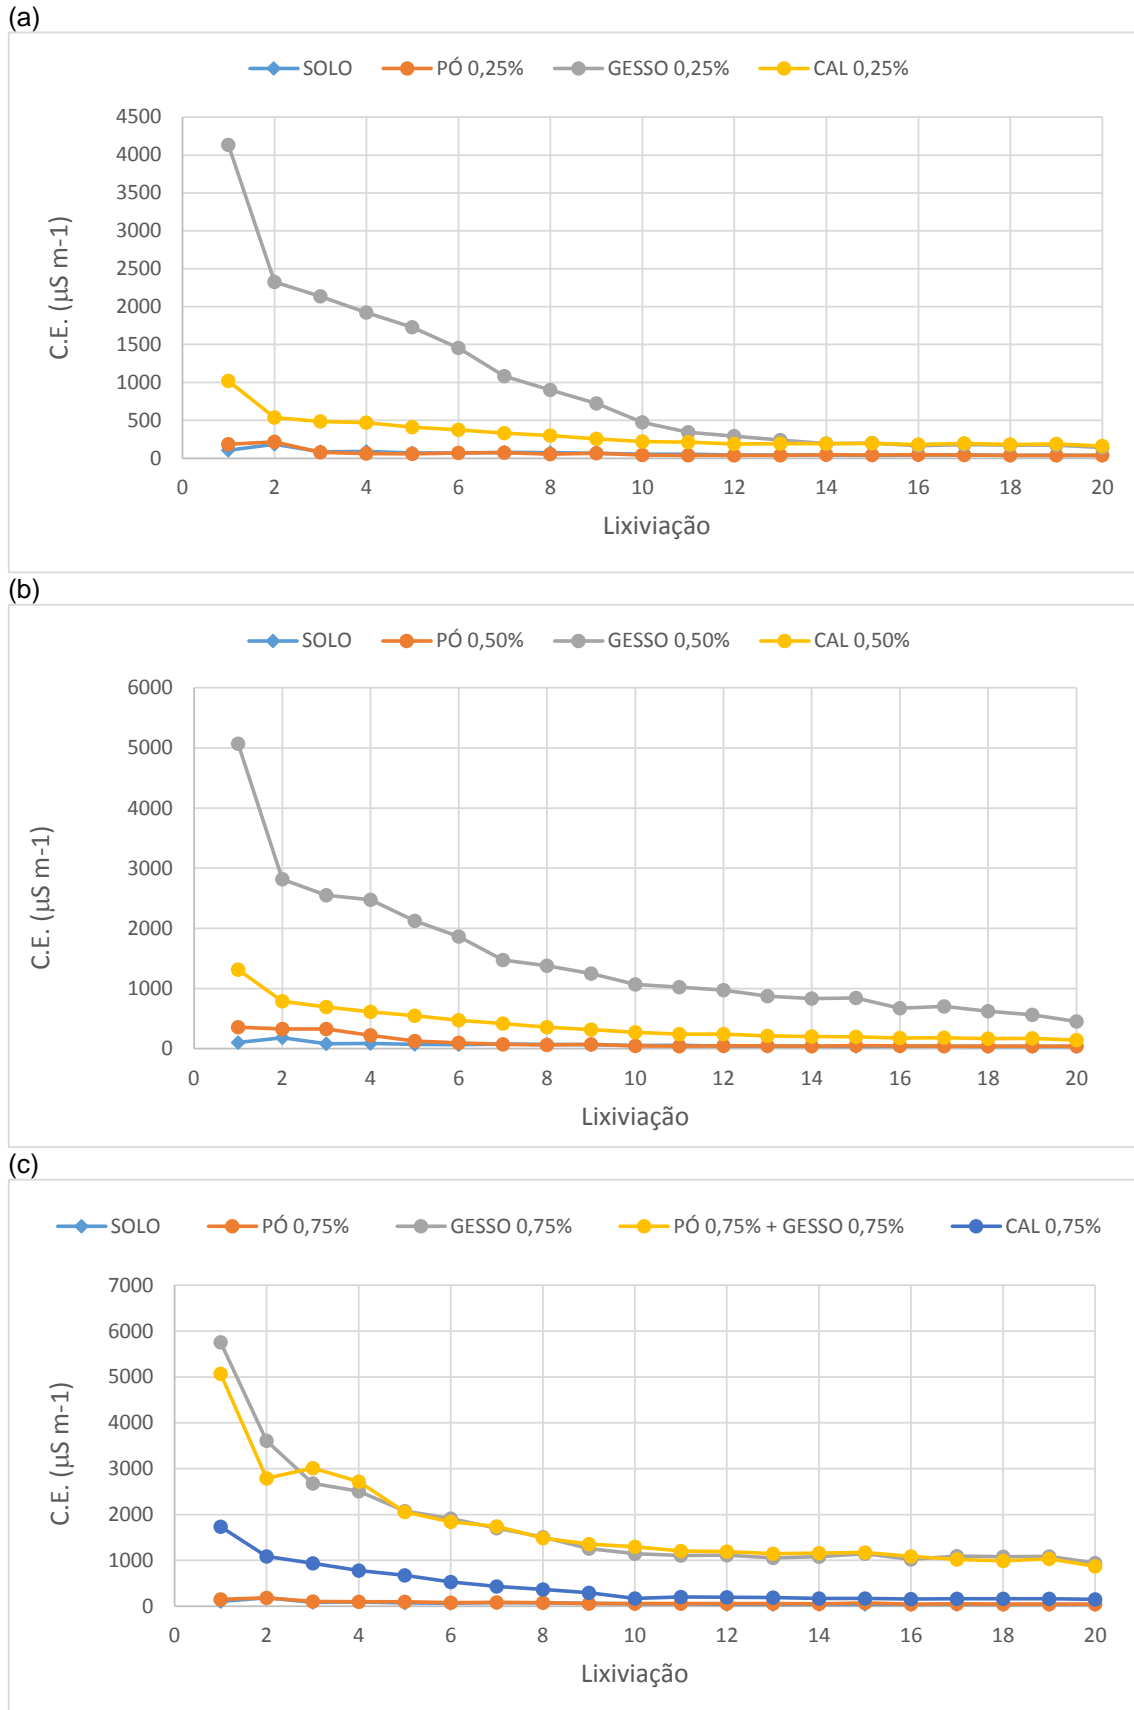 (a)
SOLO PÓ 0,25% GESSO 0,25% CAL 0,25%
4500
4000
3500
3000
2500
2000
1500
1000
500
0
C.E. (µS m-1)
0 2 4 6 8 10 12 14 16 18 20
Lixiviação
(b)
SOLO PÓ 0,50% GESSO 0,50% CAL 0,50%
6000
5000
4000
3000
2000
1000
0
C.E. (µS m-1)
0 2 4 6 8 10 12 14 16 18 20
Lixiviação
(c)
SOLO PÓ 0,75% GESSO 0,75% PÓ 0,75% + GESSO 0,75% CAL 0,75%
7000
6000
5000
4000
3000
2000
1000
0
C.E. (µS m-1)
0 2 4 6 8 10 12 14 16 18 20
Lixiviação